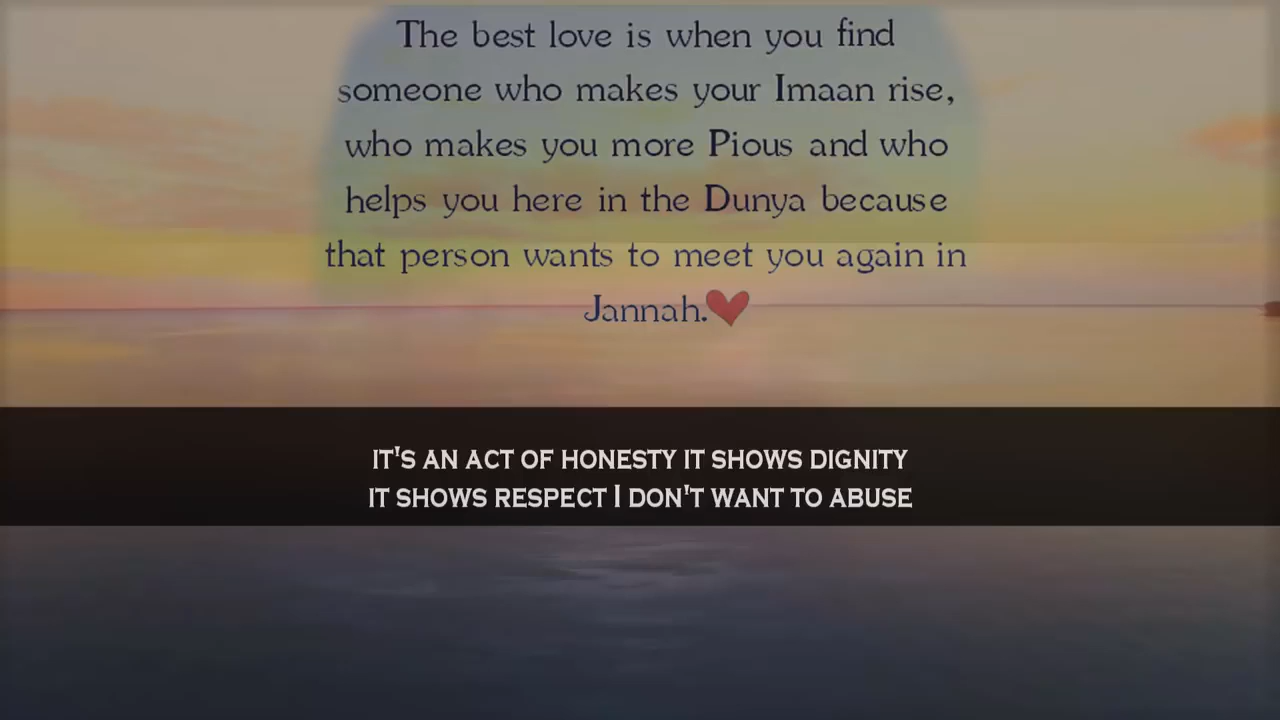 The best love is when you find
someone who makes your Imaan rise,
who makes you more Pious and who
helps you here in the Dunya because
that person wants to meet you again in
Jannah.❤
IT'S AN ACT OF HONESTY IT SHOWS DIGNITY
IT SHOWS RESPECT I DON'T WANT TO ABUSE